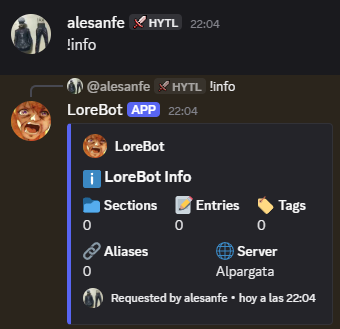 alesanfe HYTL 22:04
!info
@alesanfe HYTL !info
LoreBot APP 22:04
LoreBot
LoreBot Info
Sections Entries Tags
0 0 0
Aliases Server
0 Alpargata
Requested by alesanfe • hoy a las 22:04